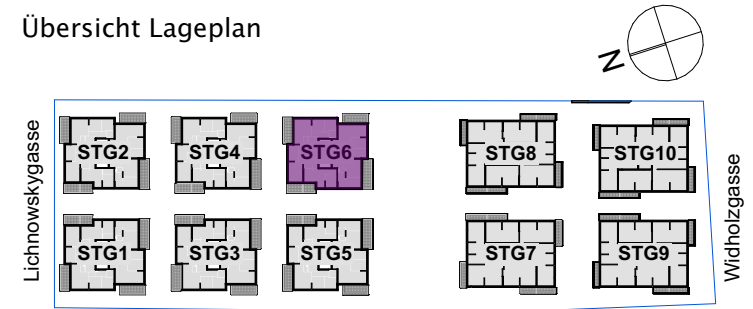 Übersicht Lageplan
N
Lichnowskygasse
STG2 STG4 STG6 STG8 STG10
STG1 STG3 STG5 STG7 STG9
Widholzgasse